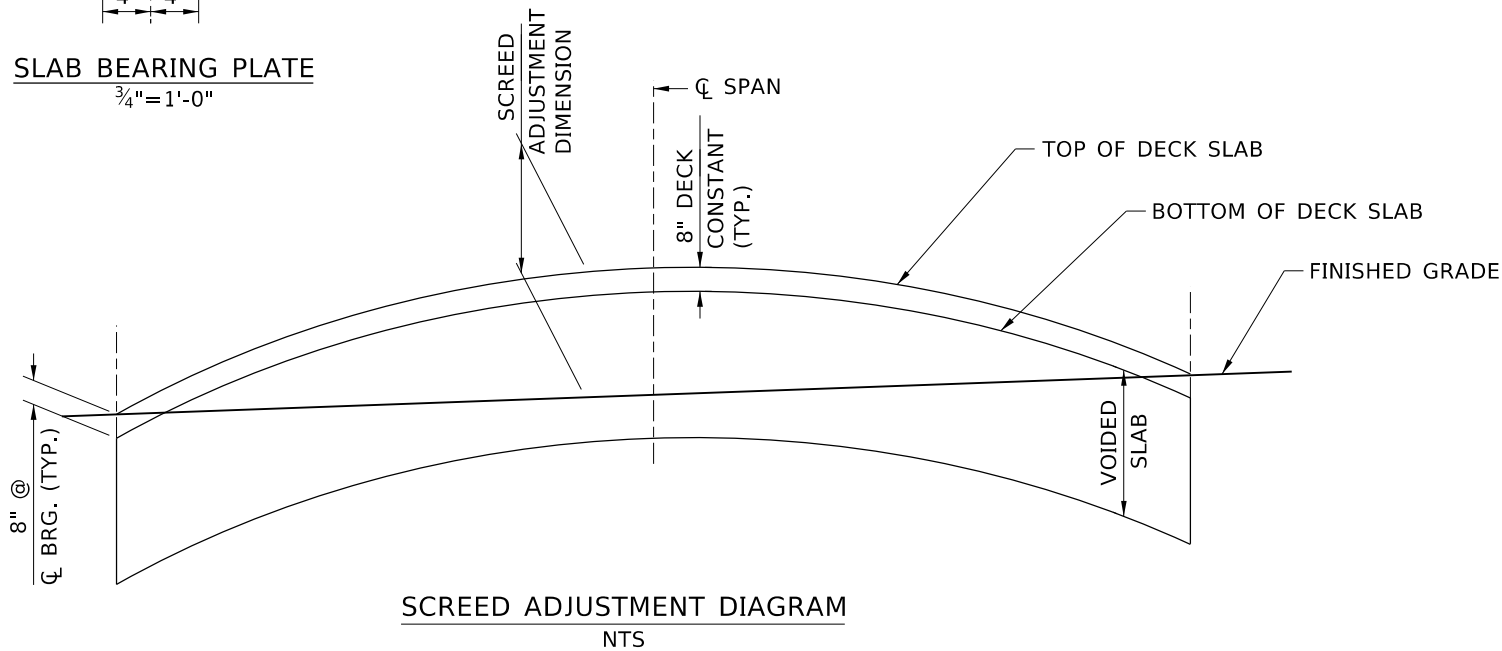 SLAB BEARING PLATE
¾"=1'-0"
SCREED
ADJUSTMENT
DIMENSION
℄ SPAN
8" DECK
CONSTANT
(TYP.)
TOP OF DECK SLAB
BOTTOM OF DECK SLAB
FINISHED GRADE
8" @
℄ BRG. (TYP.)
VOIDED
SLAB
SCREED ADJUSTMENT DIAGRAM
NTS